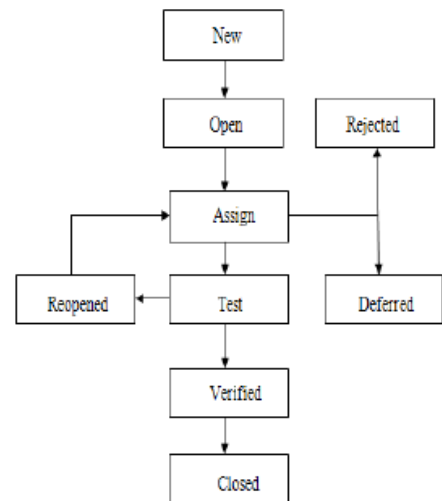 New
Open
Rejected
Assign
Reopened
Test
Deferred
Verified
Closed